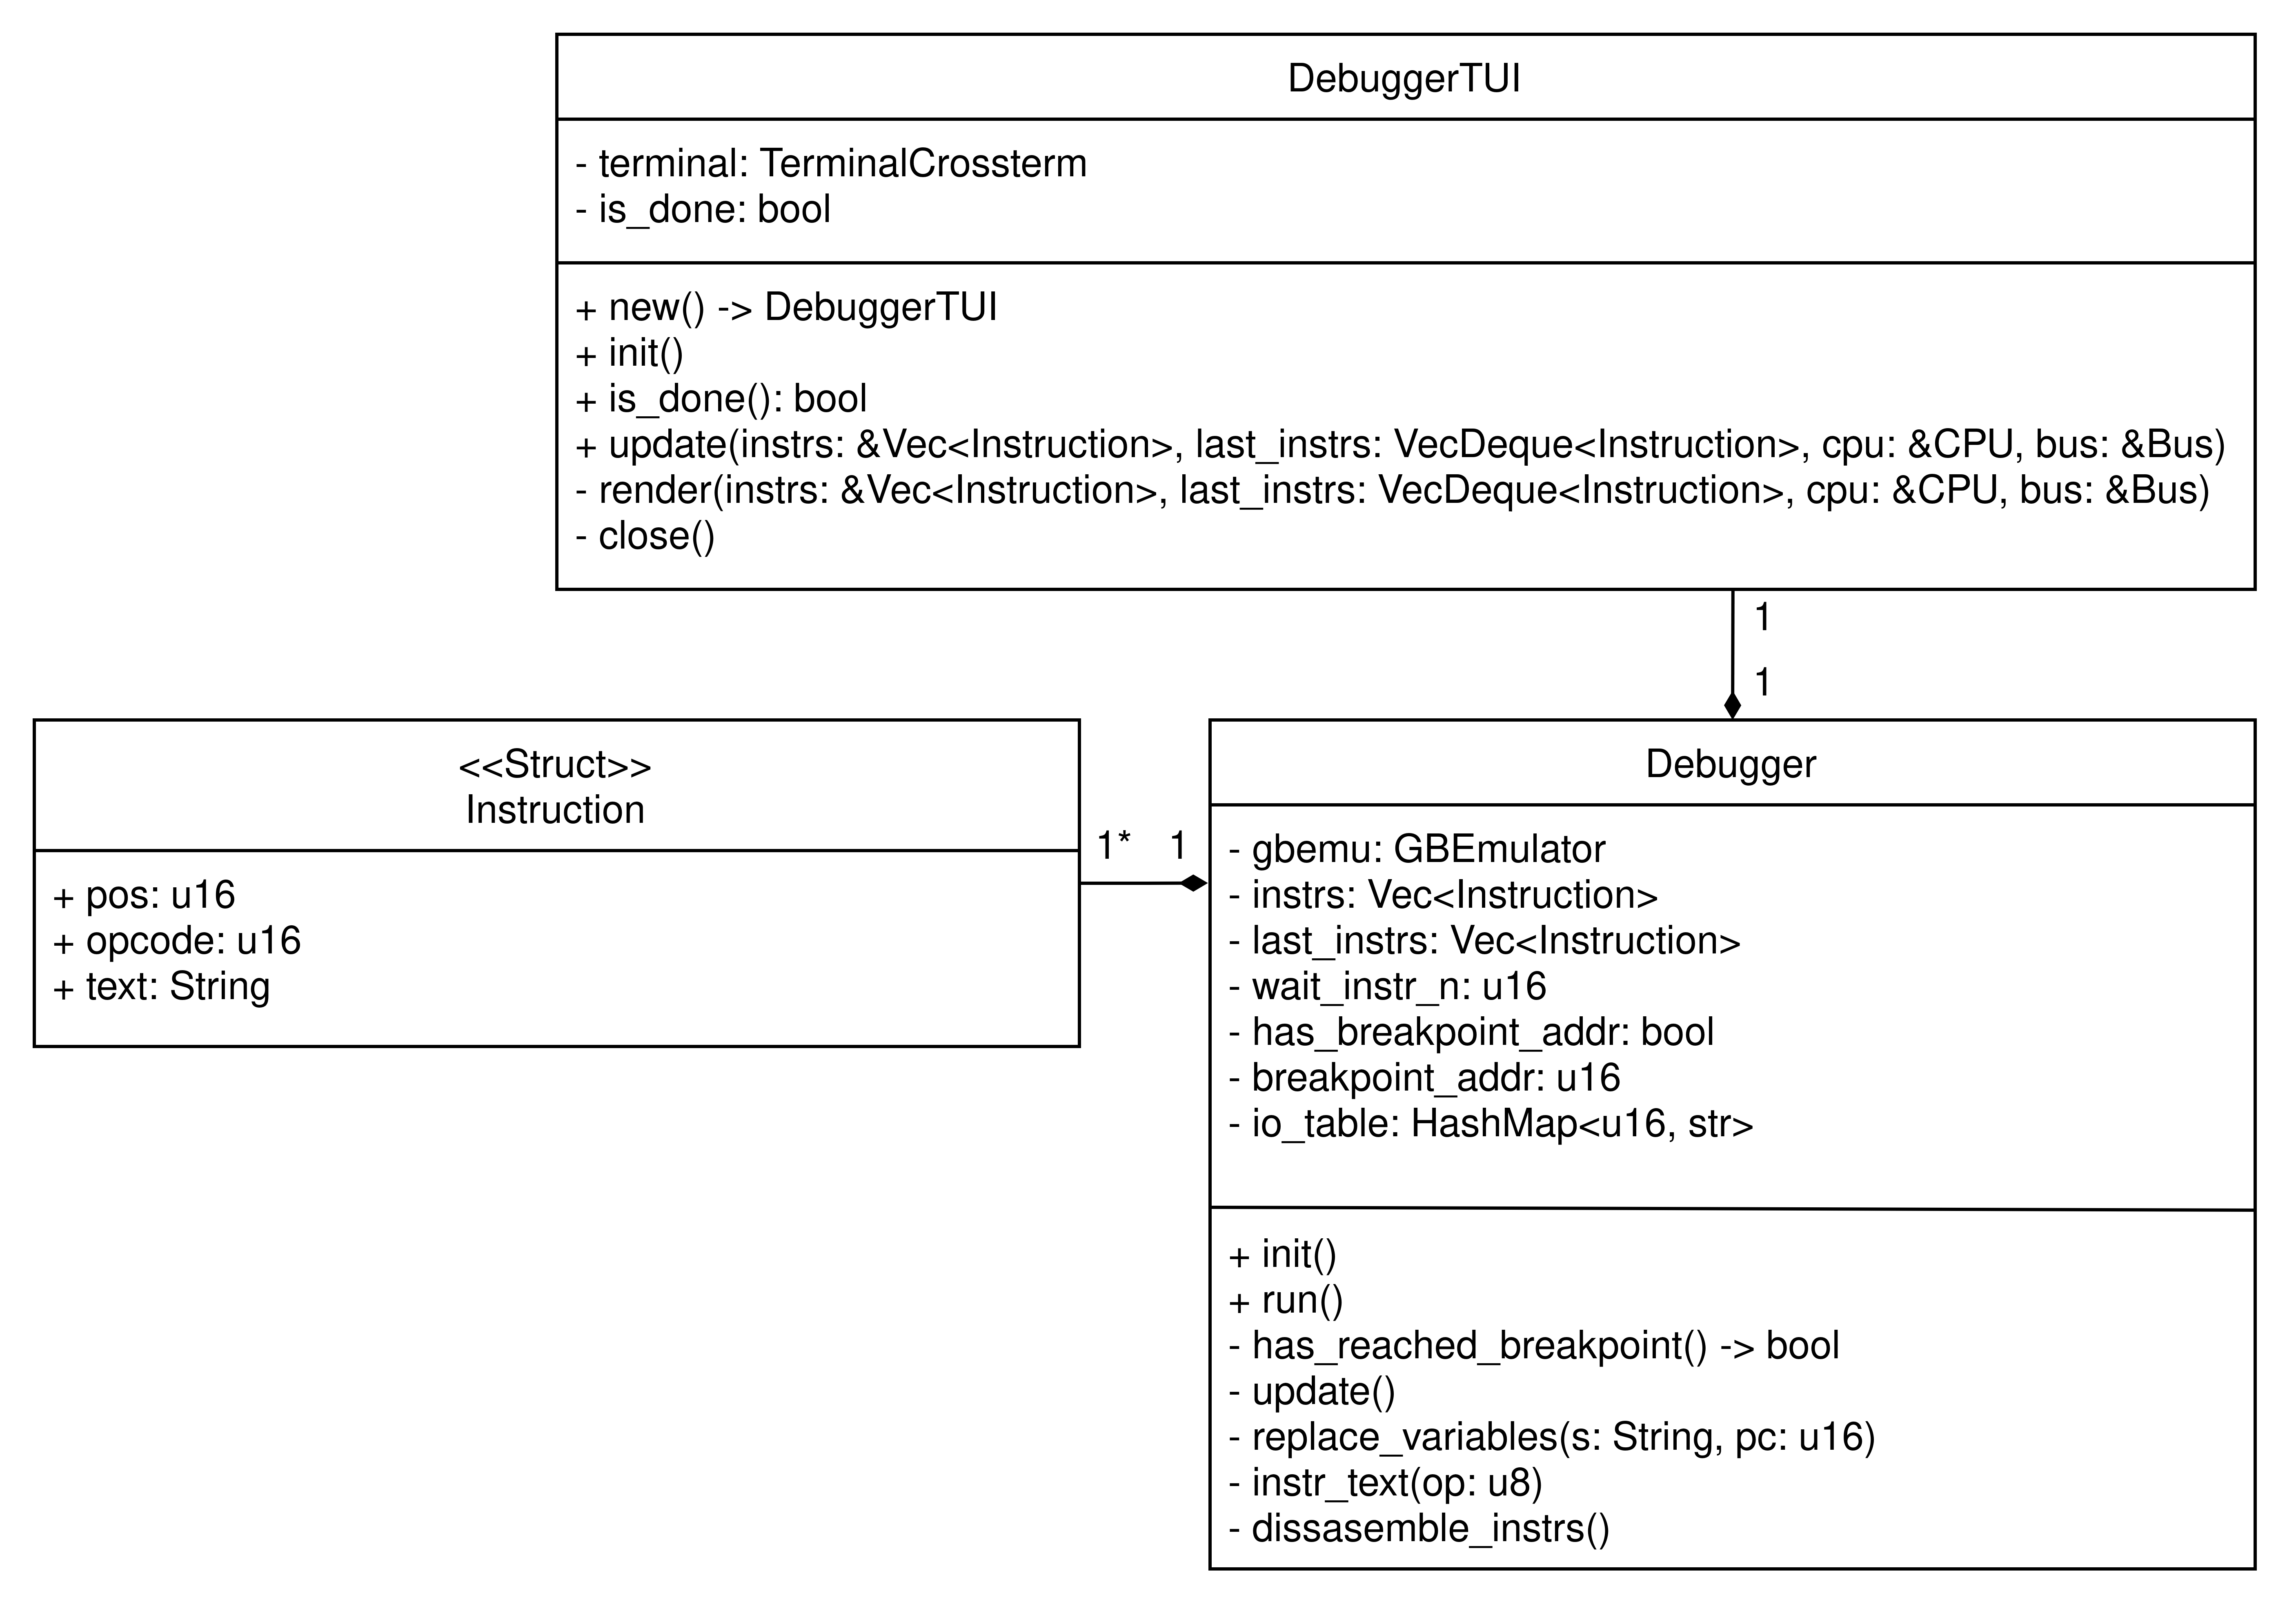 DebuggerTUI
- terminal: TerminalCrossterm
- is_done: bool
+ new() -> DebuggerTUI
+ init()
+ is_done(): bool
+ update(instrs: &Vec<Instruction>, last_instrs: VecDeque<Instruction>, cpu: &CPU, bus: &Bus)
- render(instrs: &Vec<Instruction>, last_instrs: VecDeque<Instruction>, cpu: &CPU, bus: &Bus)
- close()
1
1
<<Struct>>
Instruction
+ pos: u16
+ opcode: u16
+ text: String
1* 1
Debugger
- gbemu: GBEmulator
- instrs: Vec<Instruction>
- last_instrs: Vec<Instruction>
- wait_instr_n: u16
- has_breakpoint_addr: bool
- breakpoint_addr: u16
- io_table: HashMap<u16, str>
+ init()
+ run()
- has_reached_breakpoint() -> bool
- update()
- replace_variables(s: String, pc: u16)
- instr_text(op: u8)
- dissasemble_instrs()